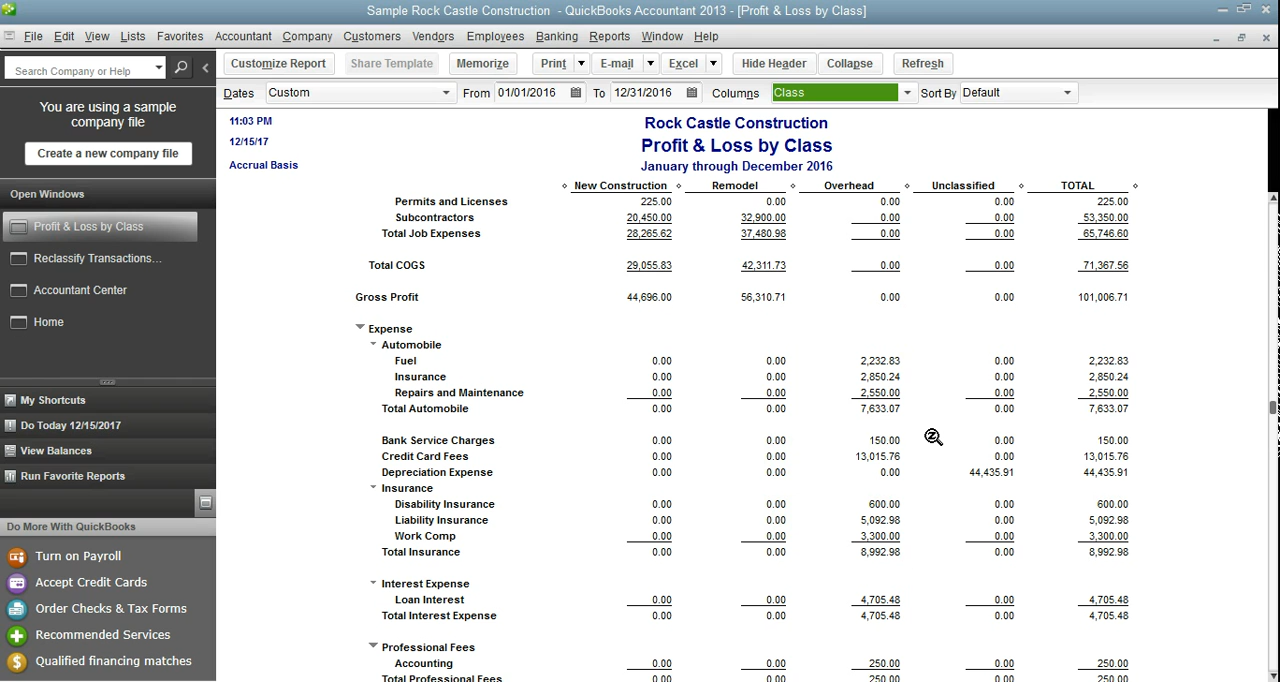 Sample Rock Castle Construction - QuickBooks Accountant 2013 - [Profit & Loss by Class]
File Edit View Lists Favorites Accountant Company Customers Vendors Employees Banking Reports Window Help
Search Company or Help
Customize Report Share Template Memorize Print E-mail Excel Hide Header Collapse Refresh
Dates Custom From 01/01/2016 To 12/31/2016 Columns Class Sort By Default
You are using a sample
company file
Create a new company file
Open Windows
Profit & Loss by Class
Reclassify Transactions...
Accountant Center
Home
My Shortcuts
Do Today 12/15/2017
View Balances
Run Favorite Reports
Do More With QuickBooks
Turn on Payroll
Accept Credit Cards
Order Checks & Tax Forms
Recommended Services
Qualified financing matches
11:03 PM
12/15/17
Accrual Basis
Rock Castle Construction
Profit & Loss by Class
January through December 2016
New Construction Remodel Overhead Unclassified TOTAL
Permits and Licenses 225.00 0.00 0.00 0.00 225.00
Subcontractors 20,450.00 32,900.00 0.00 0.00 53,350.00
Total Job Expenses 28,265.62 37,480.98 0.00 0.00 65,746.60
Total COGS 29,055.83 42,311.73 0.00 0.00 71,367.56
Gross Profit 44,696.00 56,310.71 0.00 0.00 101,006.71
Expense
Automobile
Fuel 0.00 0.00 2,232.83 0.00 2,232.83
Insurance 0.00 0.00 2,850.24 0.00 2,850.24
Repairs and Maintenance 0.00 0.00 2,550.00 0.00 2,550.00
Total Automobile 0.00 0.00 7,633.07 0.00 7,633.07
Bank Service Charges 0.00 0.00 150.00 0.00 150.00
Credit Card Fees 0.00 0.00 13,015.76 0.00 13,015.76
Depreciation Expense 0.00 0.00 0.00 44,435.91 44,435.91
Insurance
Disability Insurance 0.00 0.00 600.00 0.00 600.00
Liability Insurance 0.00 0.00 5,092.98 0.00 5,092.98
Work Comp 0.00 0.00 3,300.00 0.00 3,300.00
Total Insurance 0.00 0.00 8,992.98 0.00 8,992.98
Interest Expense
Loan Interest 0.00 0.00 4,705.48 0.00 4,705.48
Total Interest Expense 0.00 0.00 4,705.48 0.00 4,705.48
Professional Fees
Accounting 0.00 0.00 250.00 0.00 250.00
Total Professional Fees 0.00 0.00 250.00 0.00 250.00